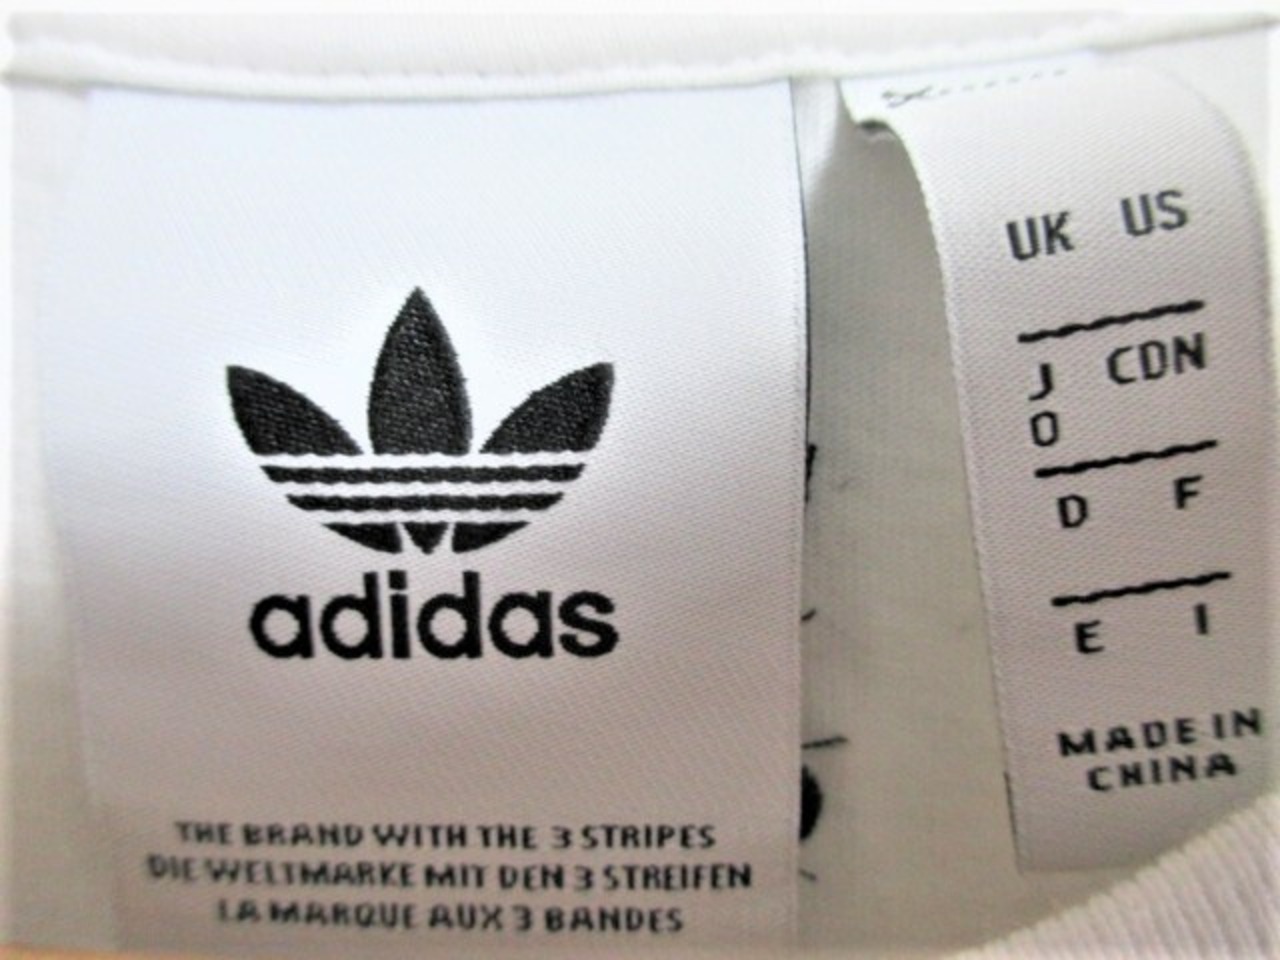 adidas
THE BRAND WITH THE 3 STRIPES
DIE WELTMARKE MIT DEN 3 STREIFEN
LA MARQUE AUX 3 BANDES
UK US
J CDN
O
D F
E I
MADE IN
CHINA